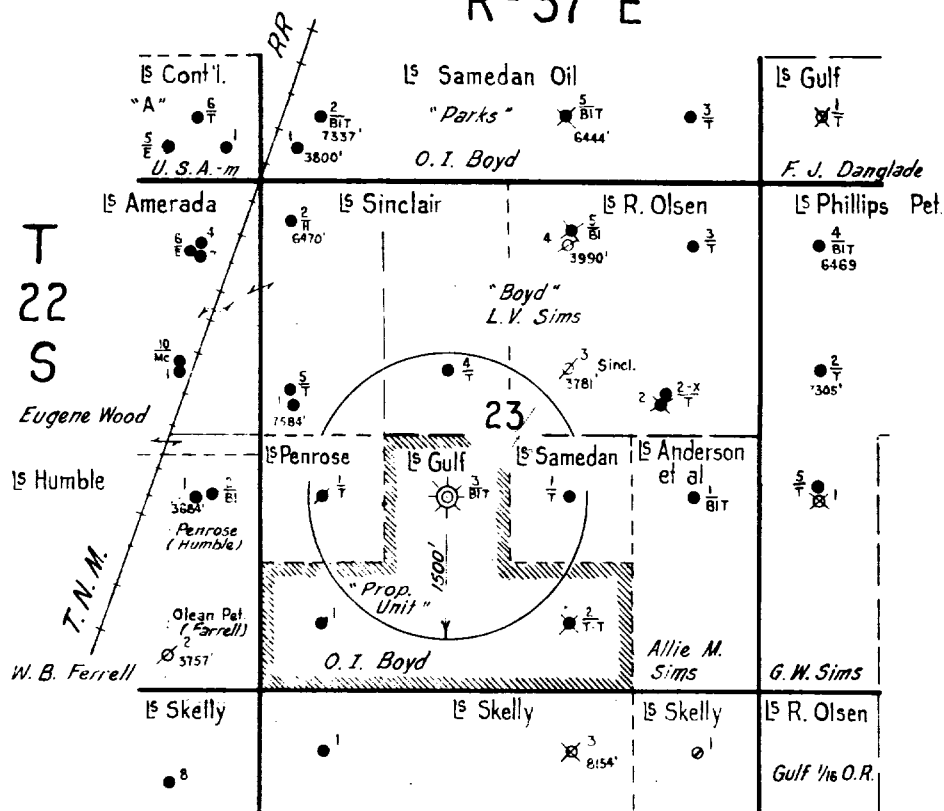 R-37 E
RR
Ls Cont'l.
"A"
6/T
5/E
1
U.S.A.-m
Ls Samedan Oil
2/BIT
7337'
1
3800'
"Parks"
5/BIT
6444'
3/T
O. I. Boyd
Ls Gulf
1/T
F. J. Danglade
T
22
S
Ls Amerada
6/E
4
10/Mc
1
Eugene Wood
Ls Sinclair
2/A
6470'
5/T
1
7584'
4/T
Ls R. Olsen
5/BI
4
3990'
3/T
"Boyd"
L.V. Sims
3
Sincl.
3781'
2
2-X/T
23
Ls Phillips Pet.
4/BIT
6469
2/T
7305'
Ls Humble
1
3684'
2/BI
Penrose
(Humble)
T.N.M.
Olean Pet.
(Farrell)
2
3757'
W. B. Ferrell
Ls Penrose
1/T
Ls Gulf
3/BIT
1500'
Ls Samedan
1/T
Ls Anderson
et al
1/BIT
5/T
1
"Prop.
Unit"
1
2/T-T
O. I. Boyd
Allie M.
Sims
G.W. Sims
Ls Skelly
8
Ls Skelly
1
3
8154'
Ls Skelly
1
Ls R. Olsen
Gulf 1/16 O.R.